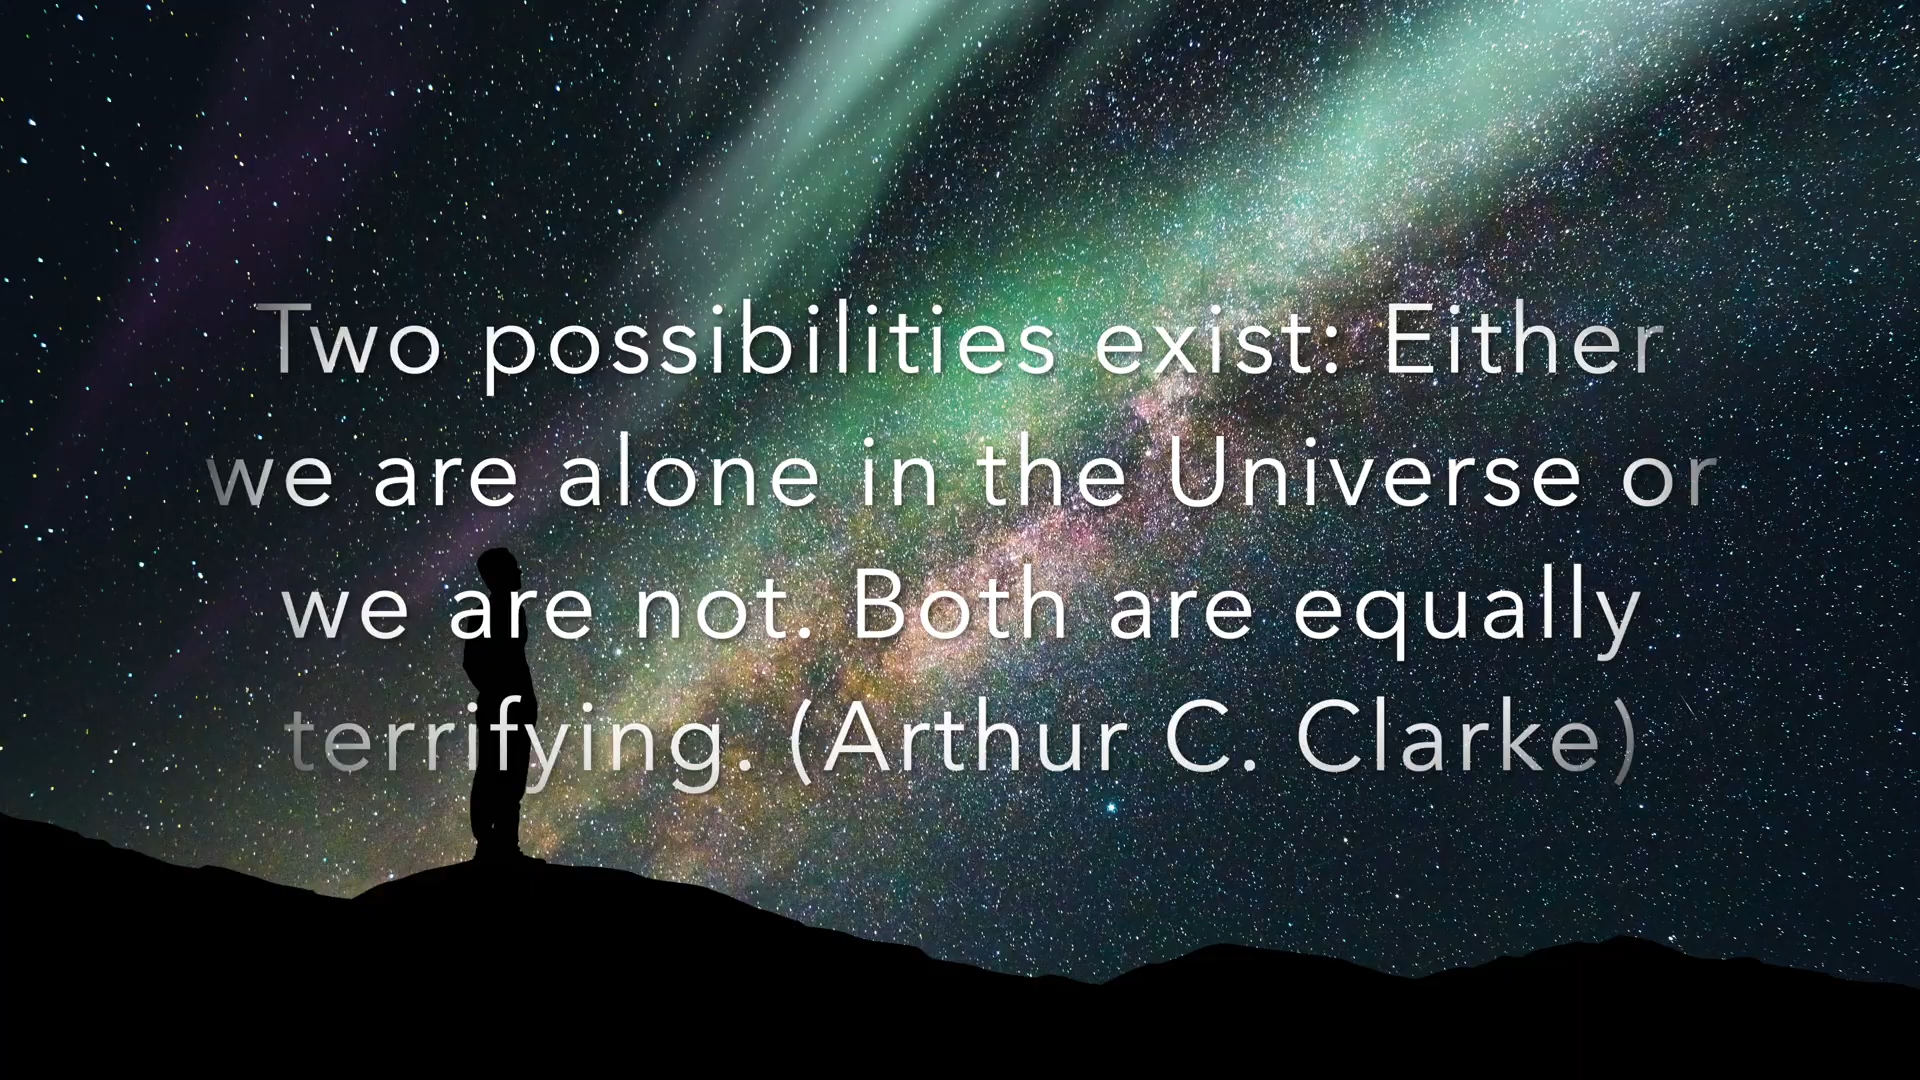 Two possibilities exist: Either
we are alone in the Universe or
we are not. Both are equally
terrifying. (Arthur C. Clarke)